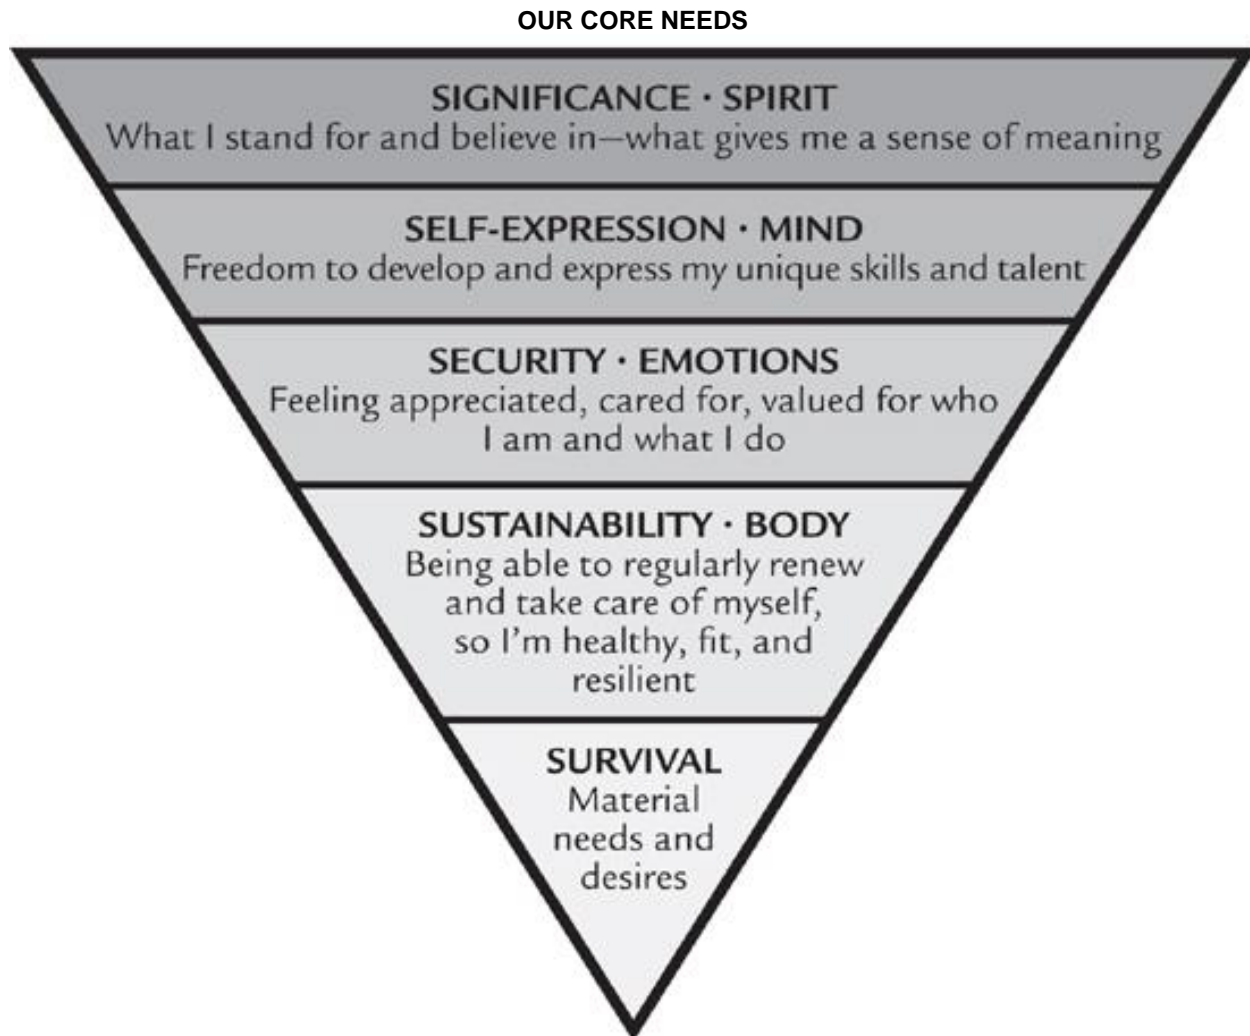 OUR CORE NEEDS
SIGNIFICANCE · SPIRIT
What I stand for and believe in—what gives me a sense of meaning
SELF-EXPRESSION · MIND
Freedom to develop and express my unique skills and talent
SECURITY · EMOTIONS
Feeling appreciated, cared for, valued for who
I am and what I do
SUSTAINABILITY · BODY
Being able to regularly renew
and take care of myself,
so I'm healthy, fit, and
resilient
SURVIVAL
Material
needs and
desires